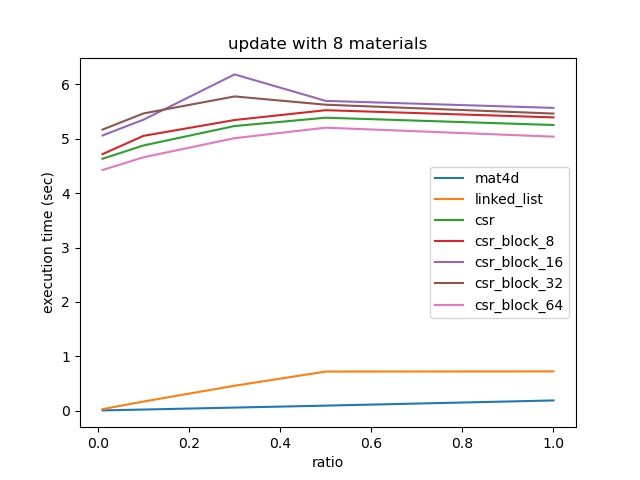 update with 8 materials
execution time (sec)
6
5
4
3
2
1
0
mat4d
linked_list
csr
csr_block_8
csr_block_16
csr_block_32
csr_block_64
0.0 0.2 0.4 0.6 0.8 1.0
ratio